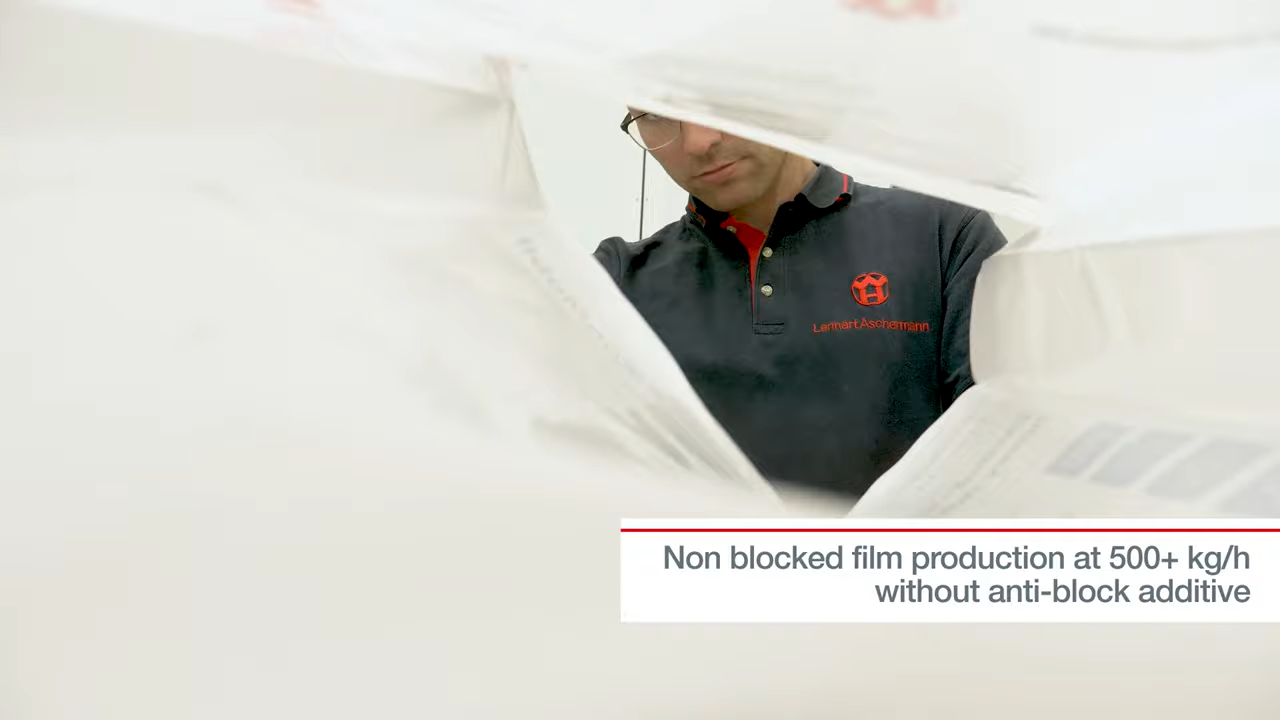 Lennart Aschermann
Non blocked film production at 500+ kg/h
without anti-block additive